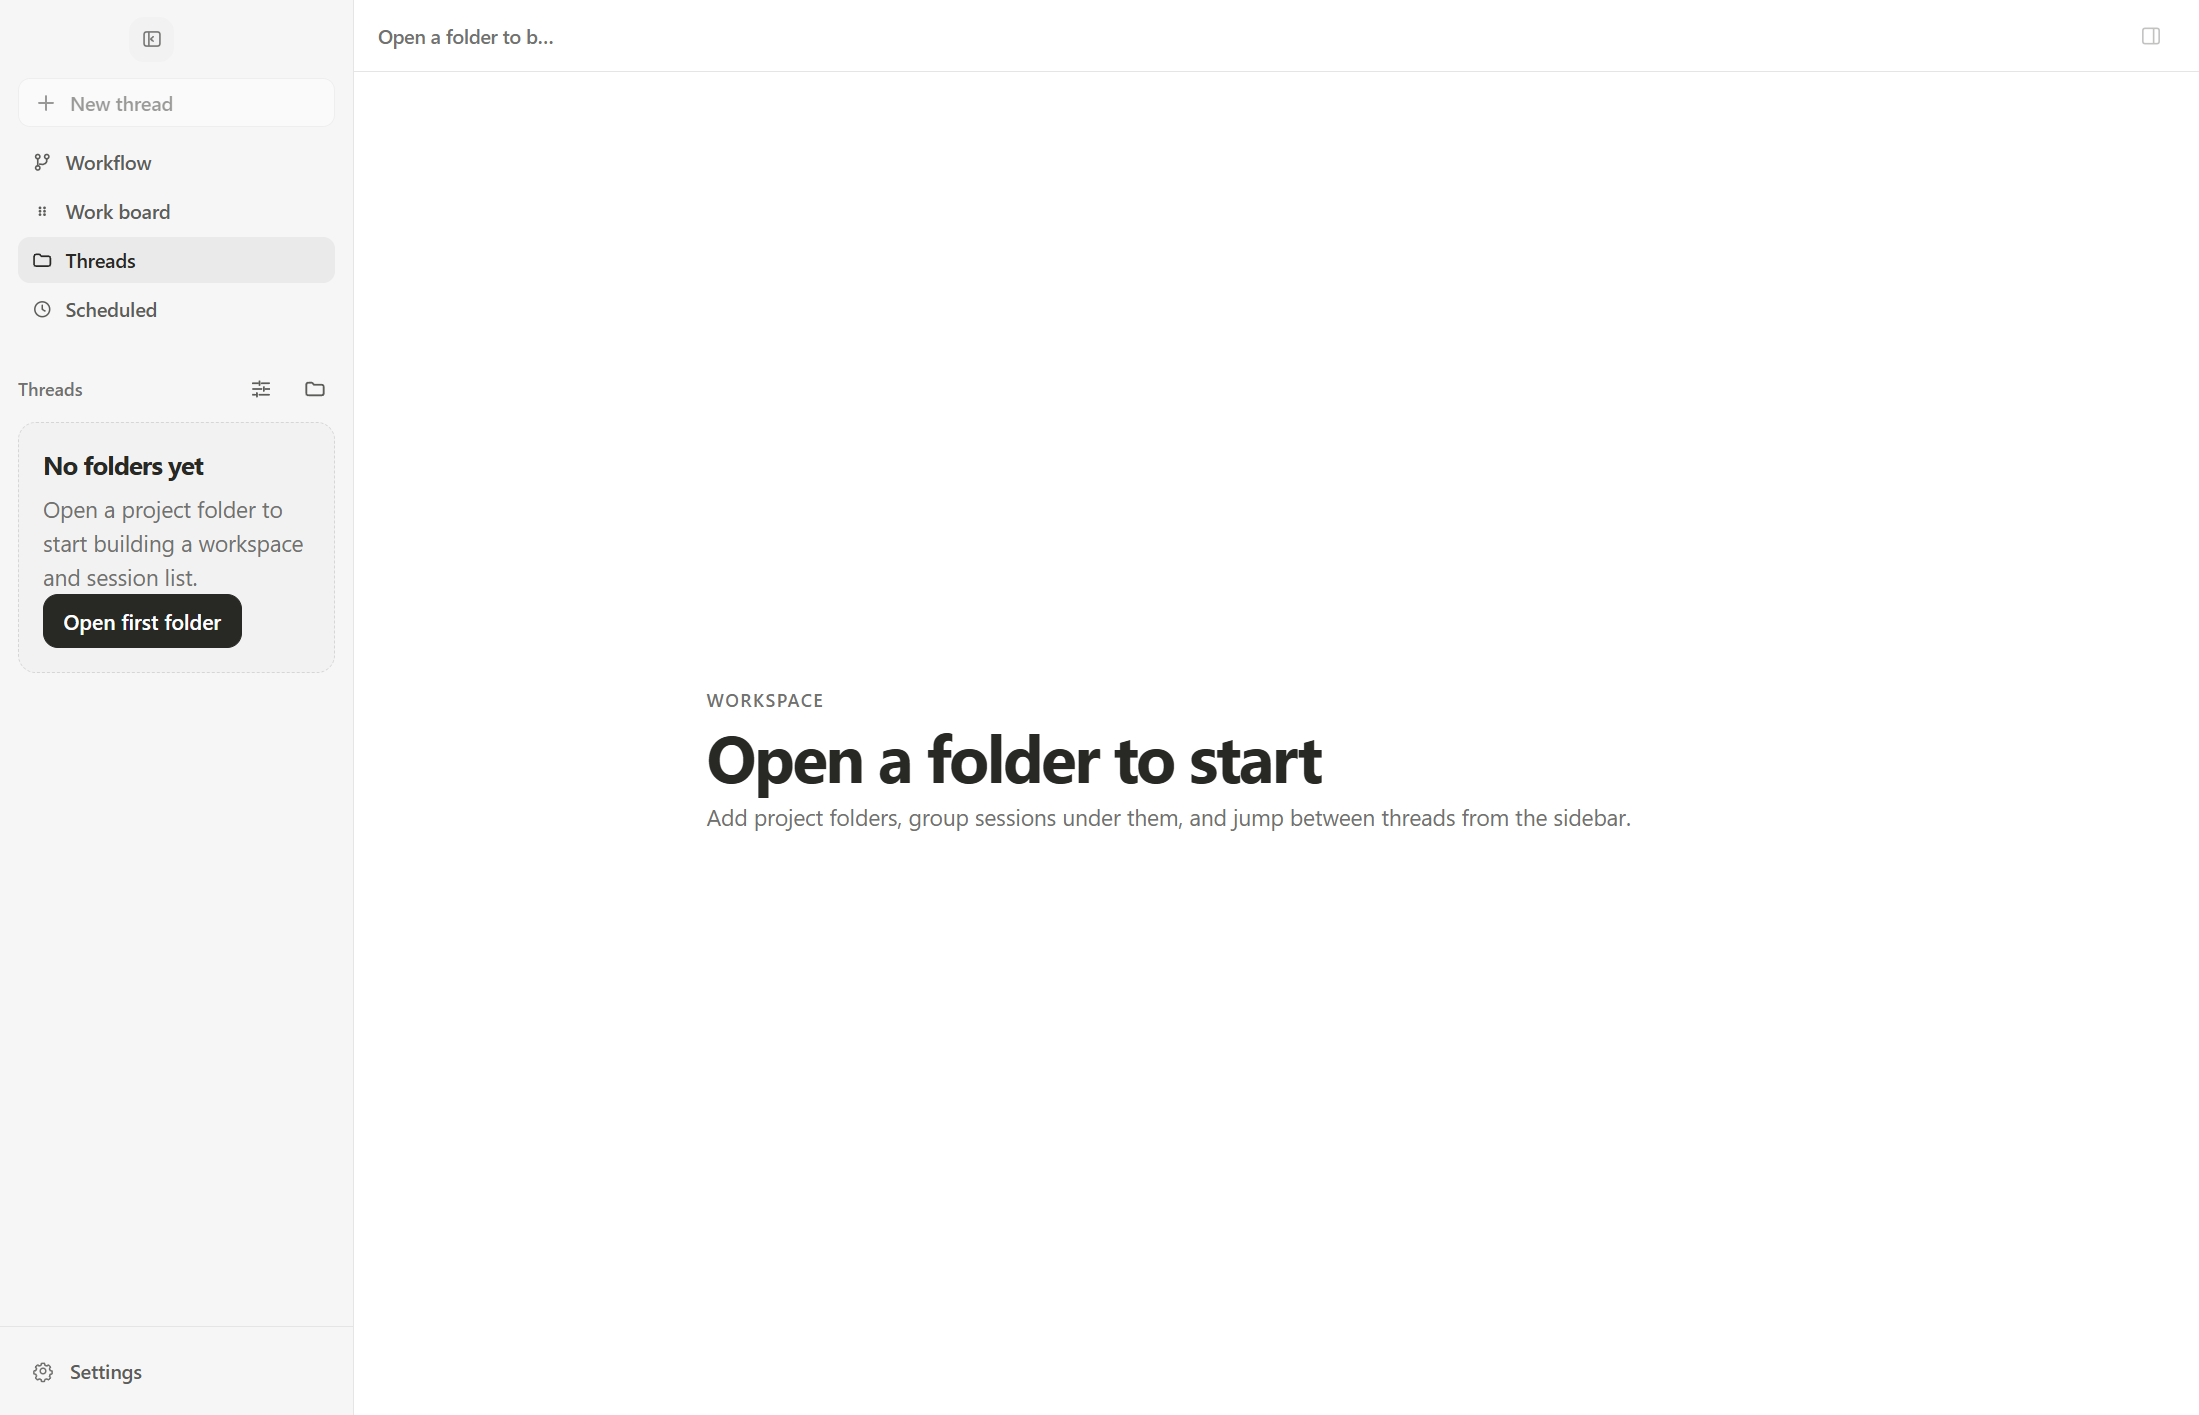 Open a folder to b...
New thread
Workflow
Work board
Threads
Scheduled
Threads
No folders yet
Open a project folder to
start building a workspace
and session list.
Open first folder
WORKSPACE
Open a folder to start
Add project folders, group sessions under them, and jump between threads from the sidebar.
Settings